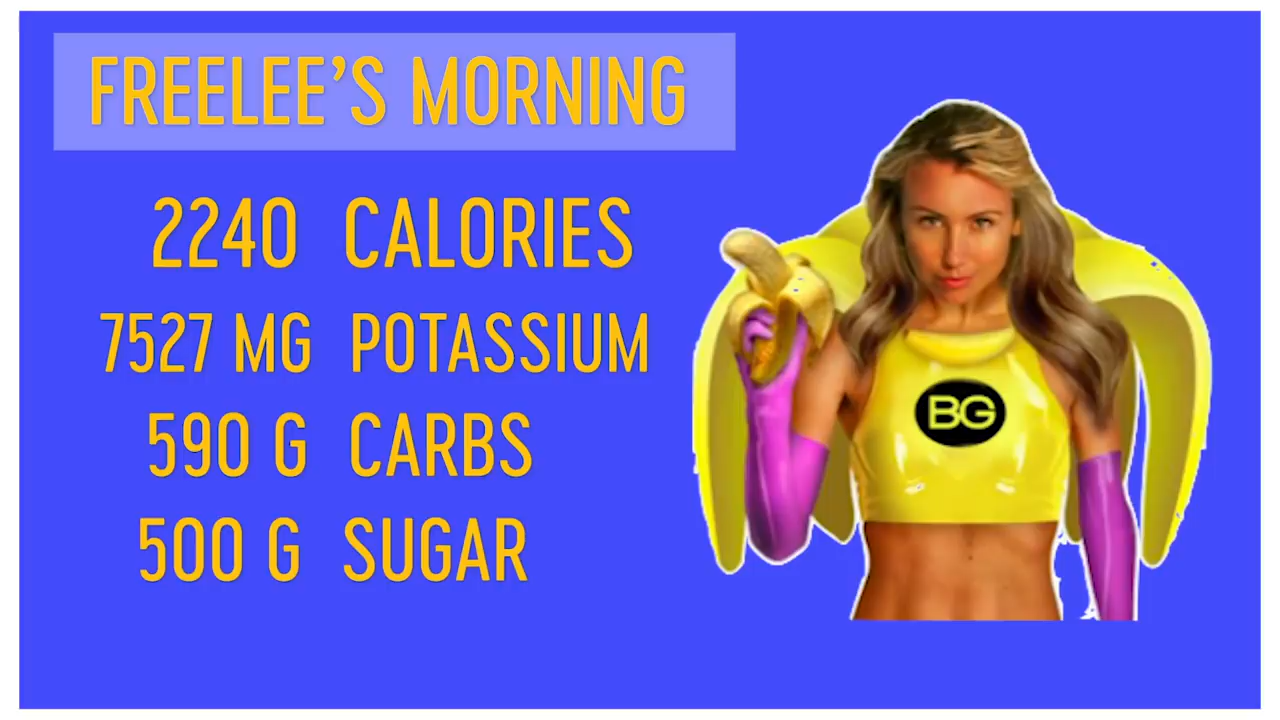 FREELEE'S MORNING
2240 CALORIES
7527 MG POTASSIUM
590 G CARBS
500 G SUGAR
BG